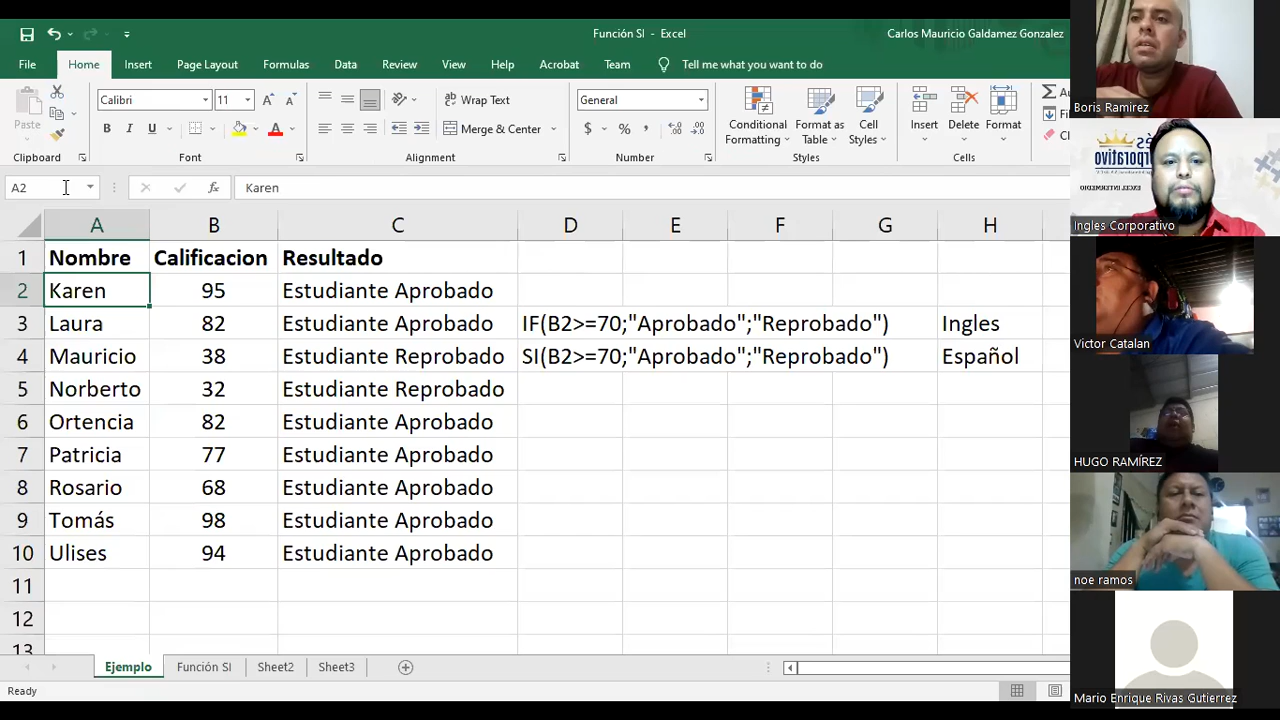 Función SI - Excel
Carlos Mauricio Galdamez Gonzalez
File Home Insert Page Layout Formulas Data Review View Help Acrobat Team Tell me what you want to do
Paste
Calibri 11
Wrap Text
Merge & Center
General
Conditional Formatting
Format as Table
Cell Styles
Insert
Delete
Format
Clipboard Font Alignment Number Styles Cells
A2 fx Karen
A B C D E F G H
1 Nombre Calificacion Resultado
2 Karen 95 Estudiante Aprobado
3 Laura 82 Estudiante Aprobado IF(B2>=70;"Aprobado";"Reprobado") Ingles
4 Mauricio 38 Estudiante Reprobado SI(B2>=70;"Aprobado";"Reprobado") Español
5 Norberto 32 Estudiante Reprobado
6 Ortencia 82 Estudiante Aprobado
7 Patricia 77 Estudiante Aprobado
8 Rosario 68 Estudiante Aprobado
9 Tomás 98 Estudiante Aprobado
10 Ulises 94 Estudiante Aprobado
11
12
13
Ejemplo Función SI Sheet2 Sheet3
Ready
Boris Ramirez
EXCEL INTERMEDIO
Ingles Corporativo
Victor Catalan
HUGO RAMÍREZ
noe ramos
Mario Enrique Rivas Gutierrez